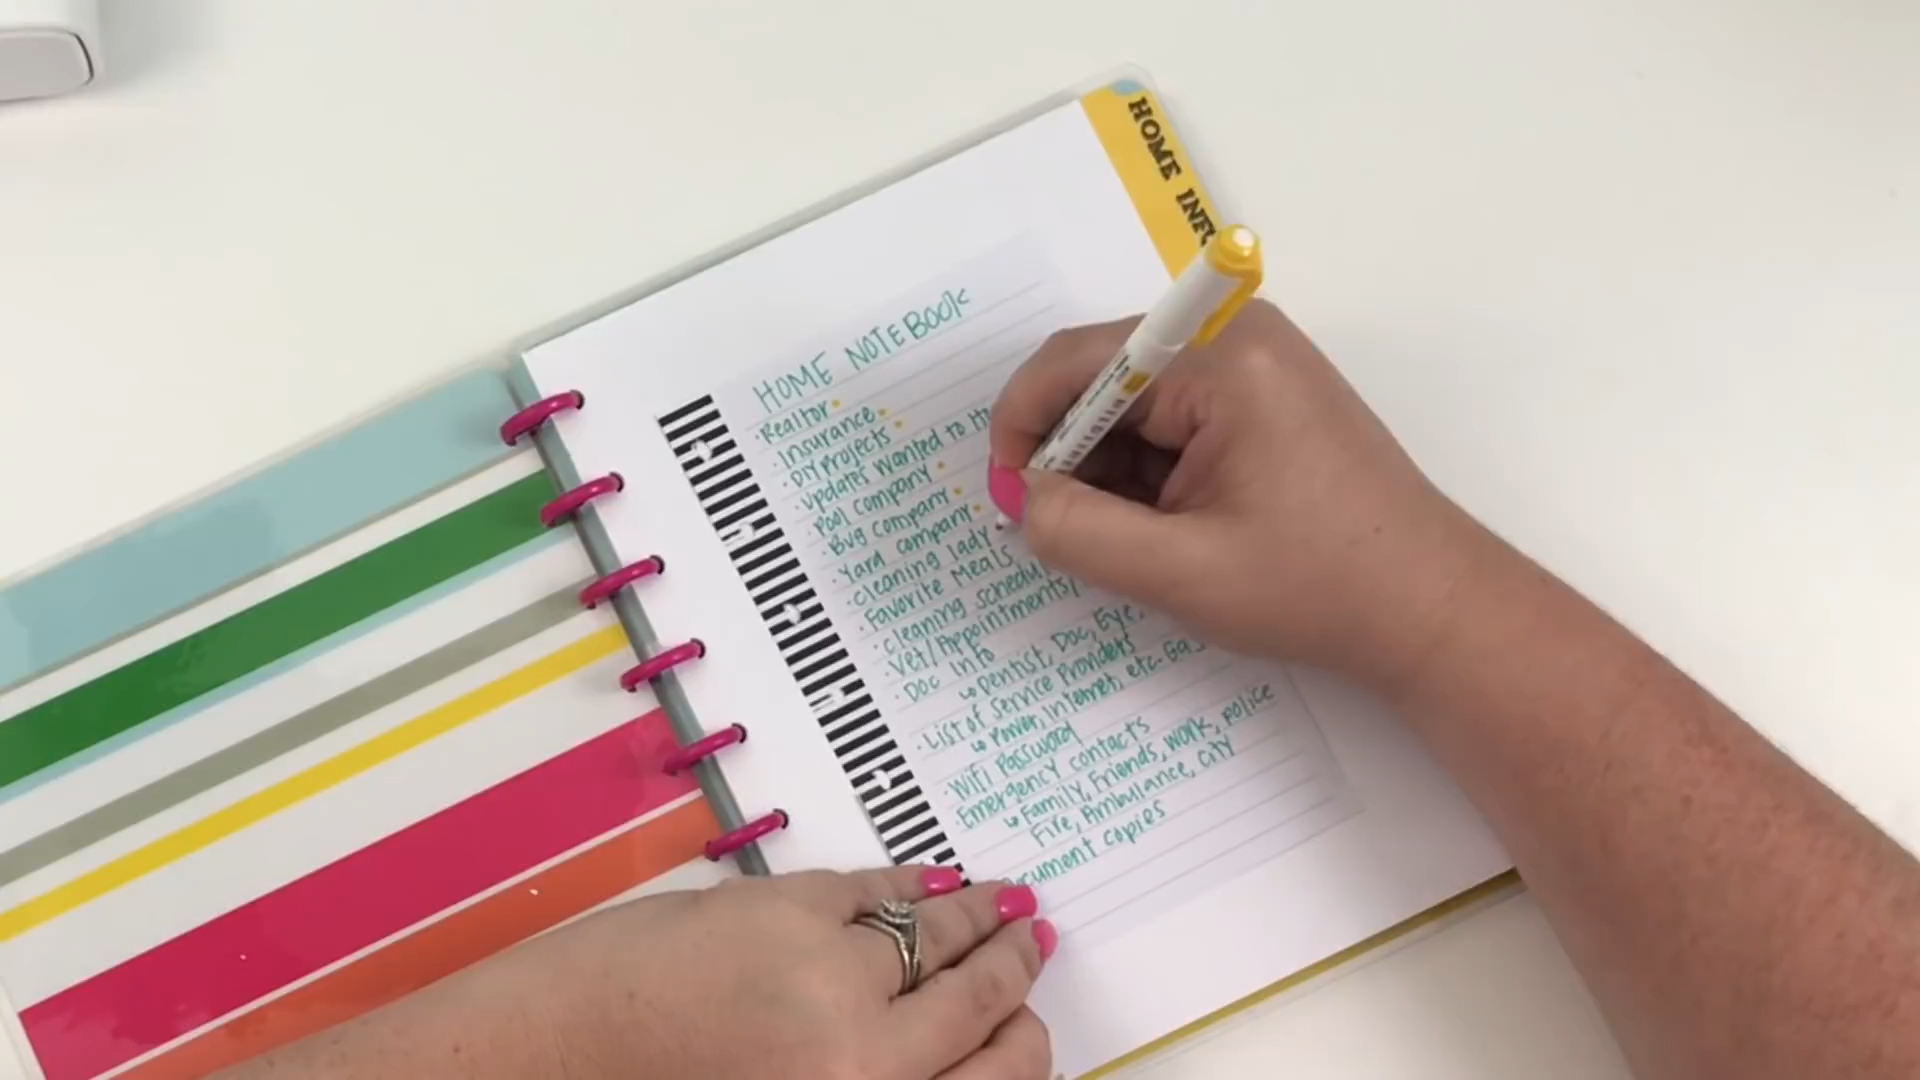 HOME INFO
HOME NOTEBOOK
·Realtor
·Insurance
·DIY Projects
·Updates wanted to
·Pool company
·Bug company
·Yard company
·Cleaning lady
·Favorite Meals
·Cleaning
·Vet/Appointments/
·Doc Info
↳ Dentist, Doc, Eye,
·List of Service Providers
↳ Power, Internet, etc. Gas
·Wifi Password
·Emergency contacts
↳ Family, Friends, Work, Police
Fire, Ambulance, City
copies
MILDLINER